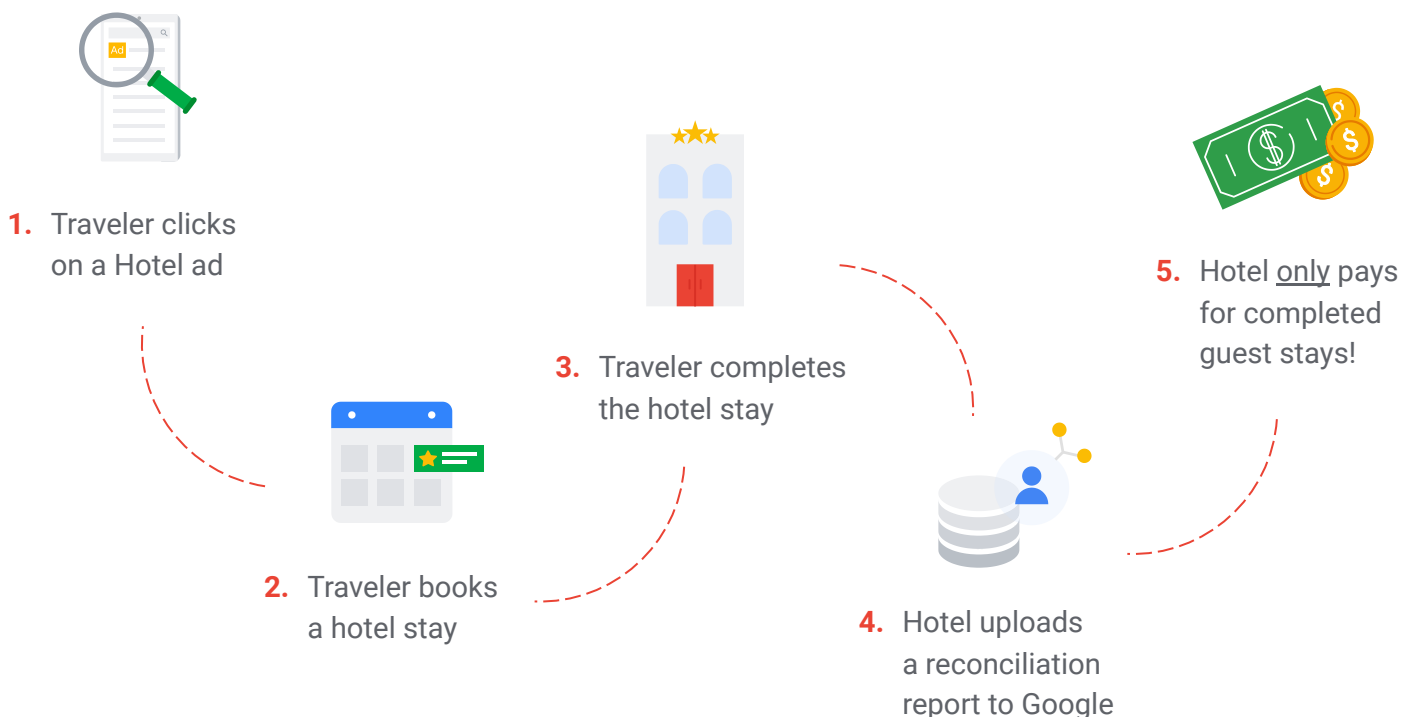 Ad
1. Traveler clicks
on a Hotel ad
2. Traveler books
a hotel stay
3. Traveler completes
the hotel stay
4. Hotel uploads
a reconciliation
report to Google
5. Hotel only pays
for completed
guest stays!
$
$
$
$